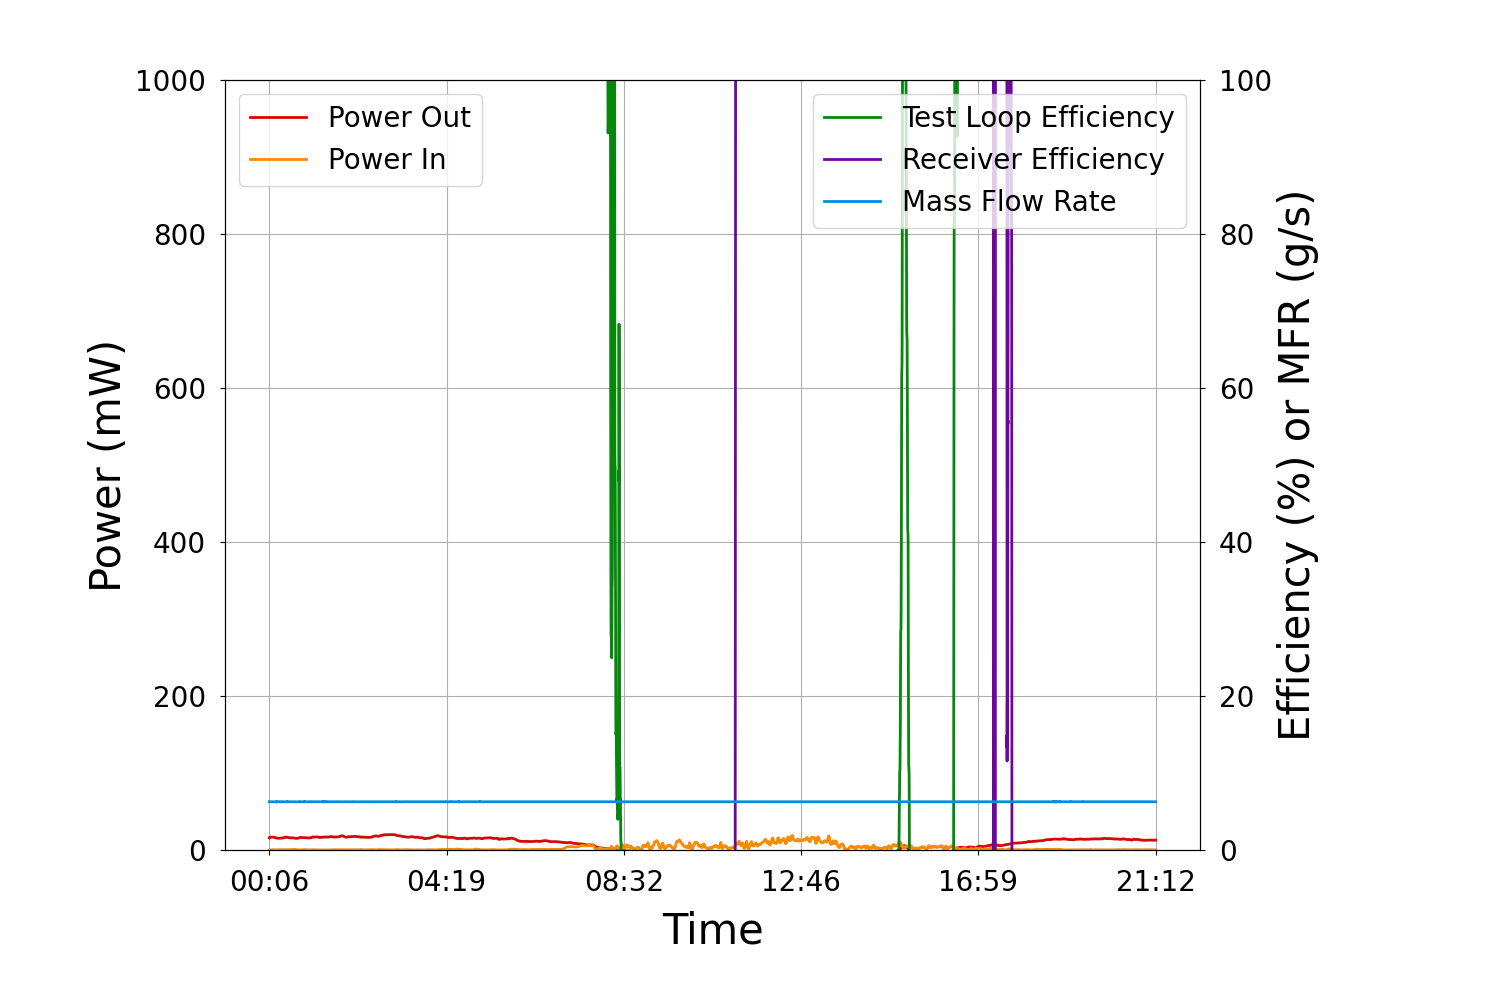 1000
800
600
400
200
0
Power (mW)
Power Out
Power In
Test Loop Efficiency
Receiver Efficiency
Mass Flow Rate
100
80
60
40
20
0
Efficiency (%) or MFR (g/s)
00:06 04:19 08:32 12:46 16:59 21:12
Time